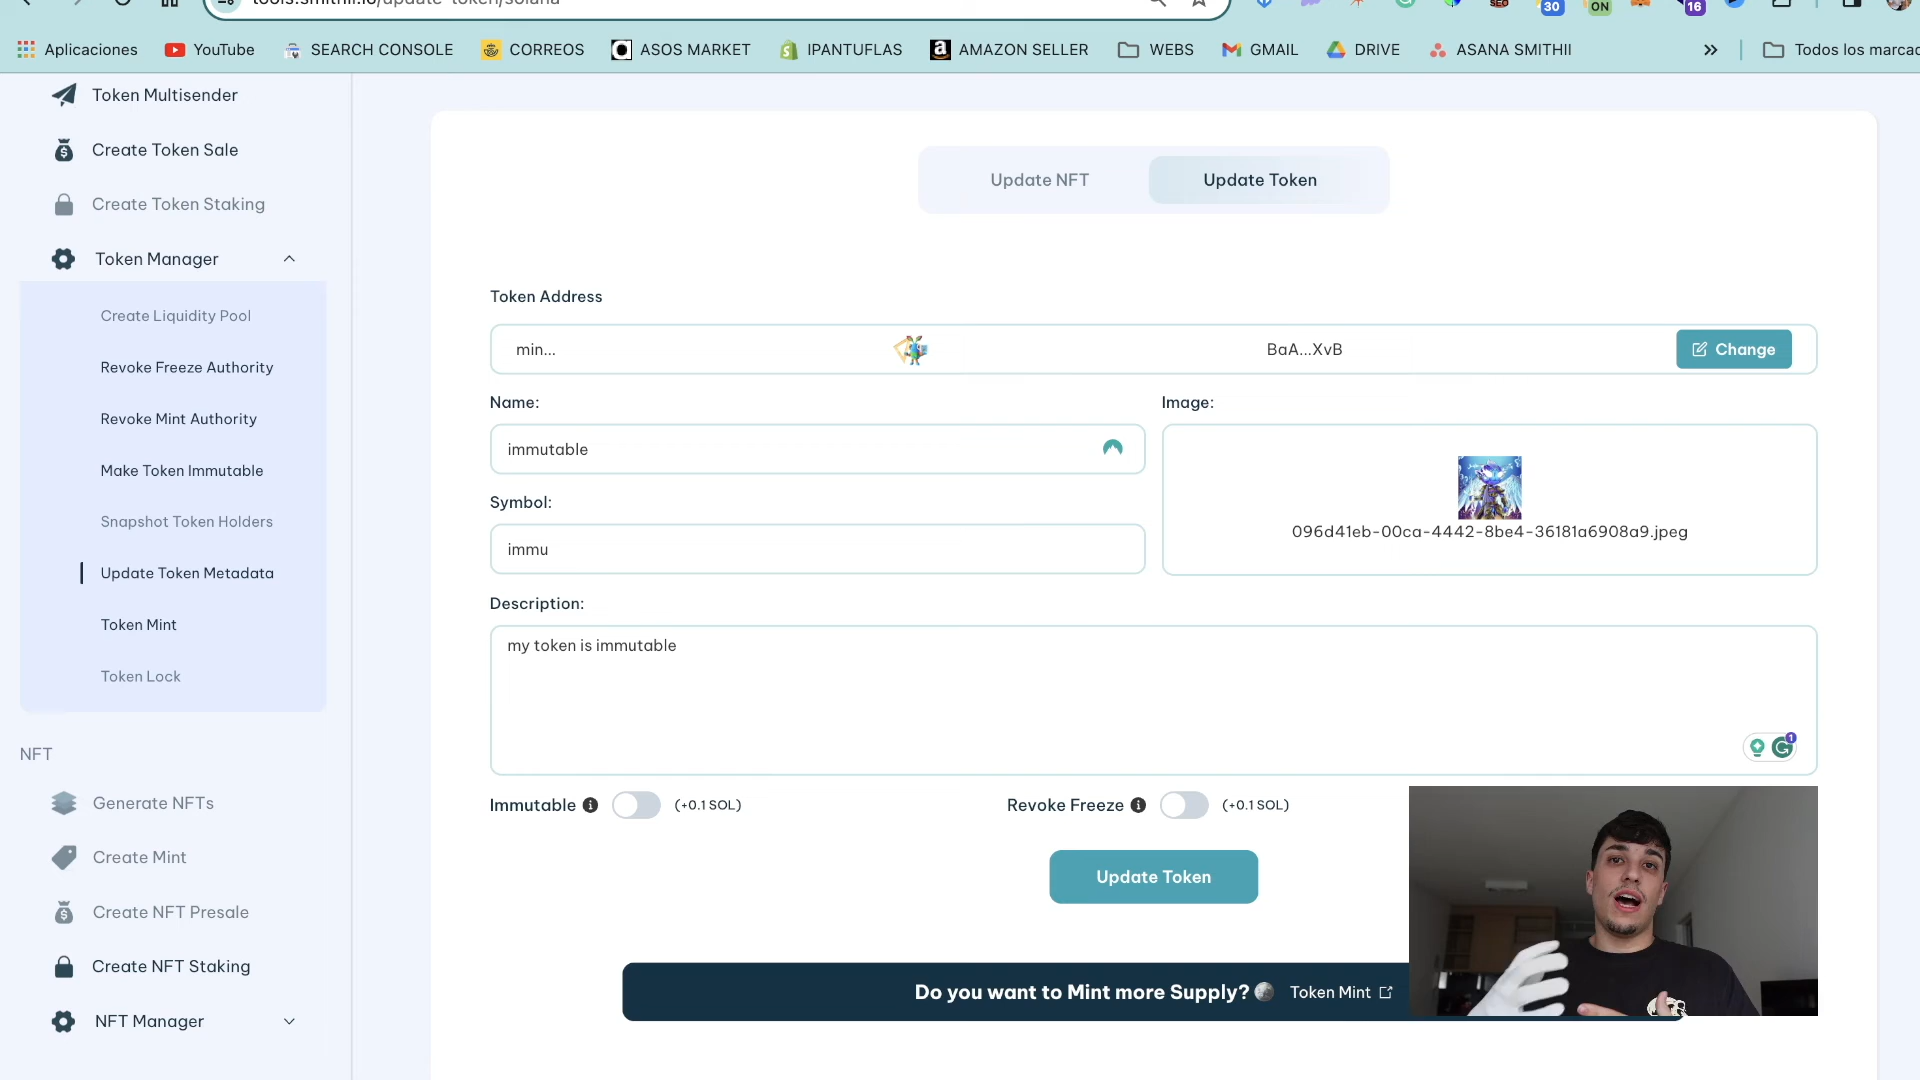 30
ON
16
Aplicaciones
YouTube
SEARCH CONSOLE
CORREOS
ASOS MARKET
IPANTUFLAS
AMAZON SELLER
WEBS
GMAIL
DRIVE
ASANA SMITHII
Todos los marcad
Token Multisender
Create Token Sale
Create Token Staking
Token Manager
Create Liquidity Pool
Revoke Freeze Authority
Revoke Mint Authority
Make Token Immutable
Snapshot Token Holders
Update Token Metadata
Token Mint
Token Lock
NFT
Generate NFTs
Create Mint
Create NFT Presale
Create NFT Staking
NFT Manager
Update NFT
Update Token
Token Address
min...
BaA...XvB
Change
Name:
immutable
Image:
096d41eb-00ca-4442-8be4-36181a6908a9.jpeg
Symbol:
immu
Description:
my token is immutable
1
Immutable (+0.1 SOL)
Revoke Freeze (+0.1 SOL)
Update Token
Do you want to Mint more Supply? Token Mint